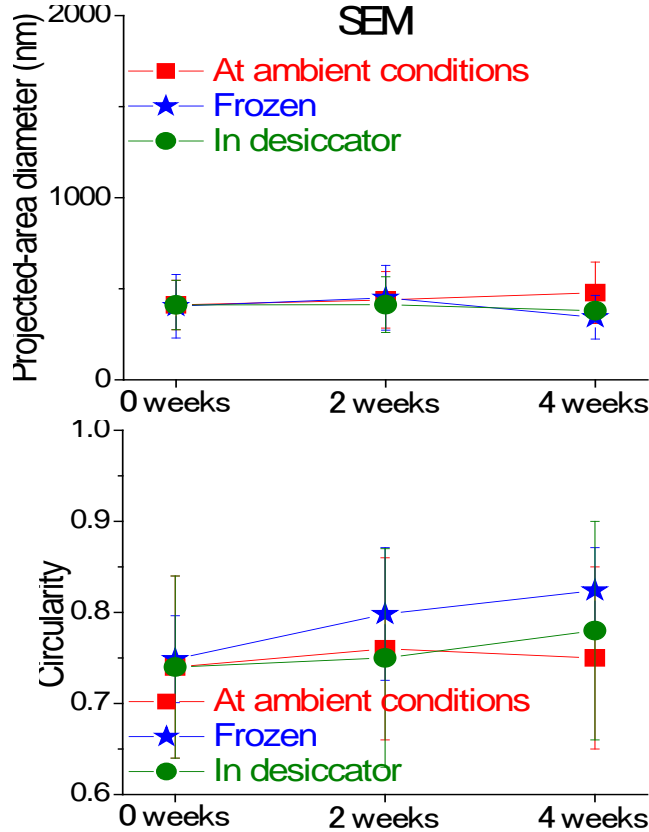 SEM
Projected-area diameter (nm)
2000
1000
0
At ambient conditions
Frozen
In desiccator
0 weeks
2 weeks
4 weeks
Circularity
1.0
0.9
0.8
0.7
0.6
At ambient conditions
Frozen
In desiccator
0 weeks
2 weeks
4 weeks